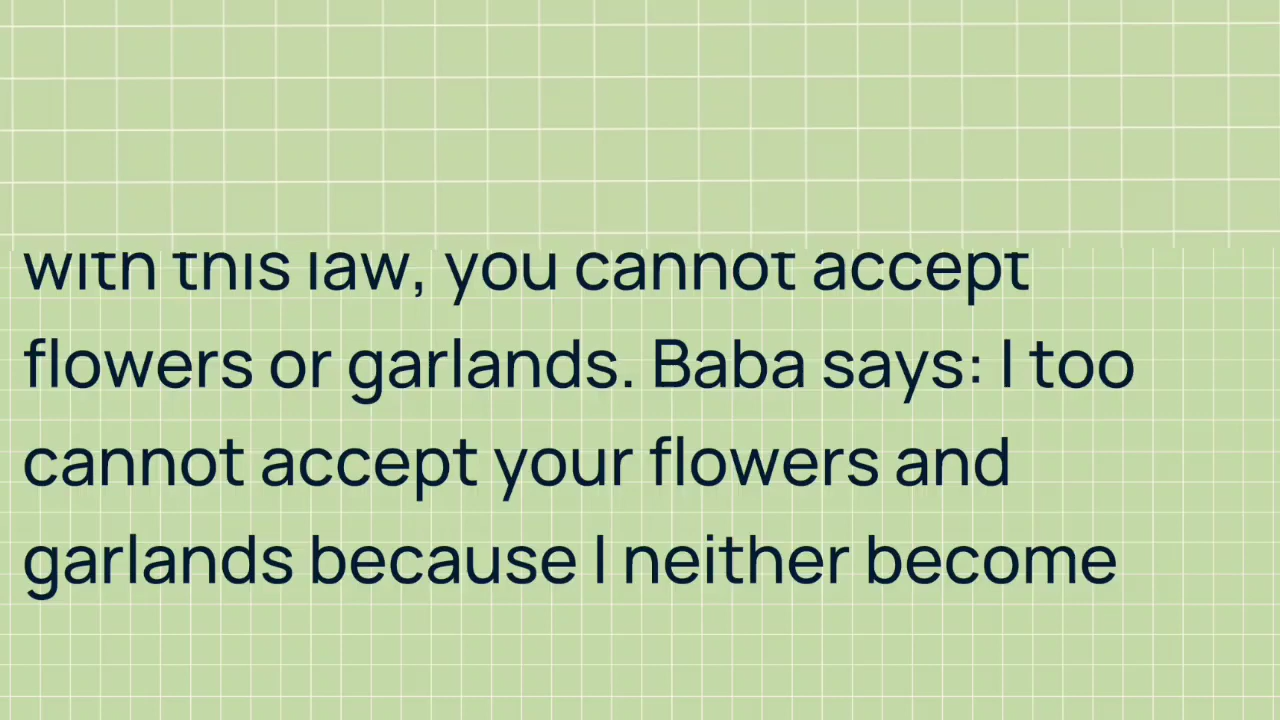 with this law, you cannot accept
flowers or garlands. Baba says: I too
cannot accept your flowers and
garlands because I neither become